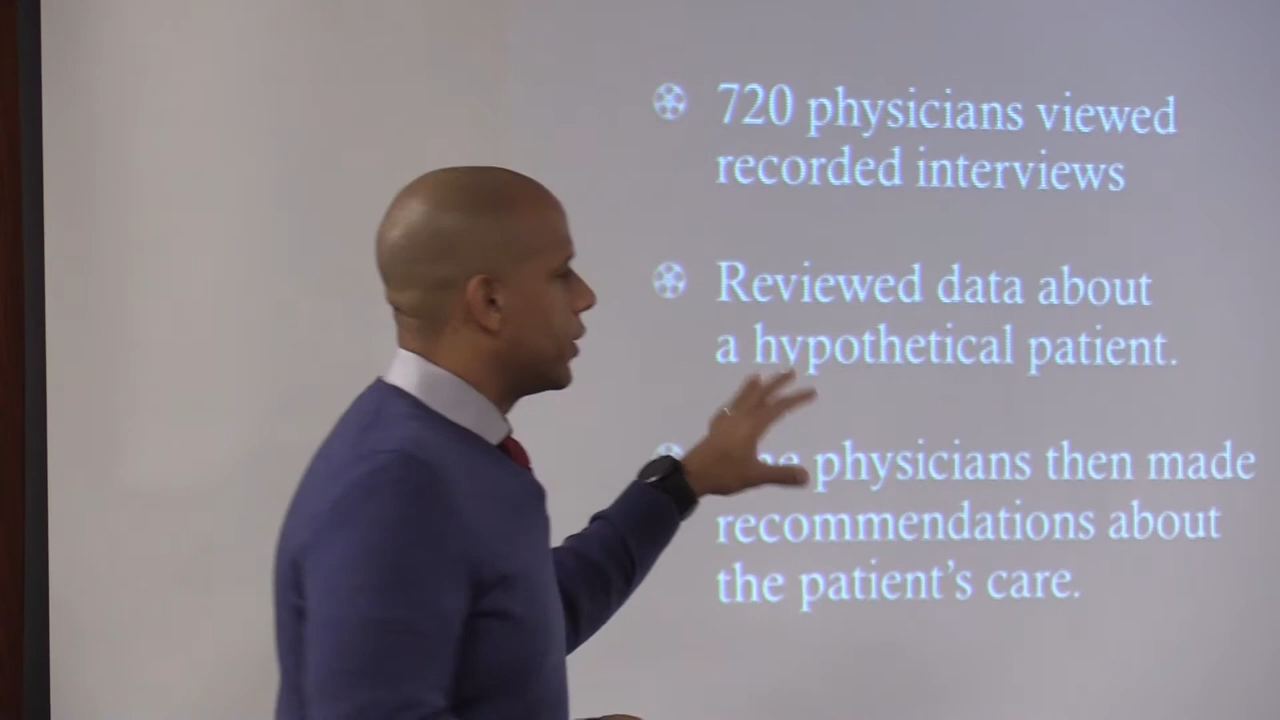 720 physicians viewed
recorded interviews
Reviewed data about
a hypothetical patient.
physicians then made
recommendations about
the patient's care.